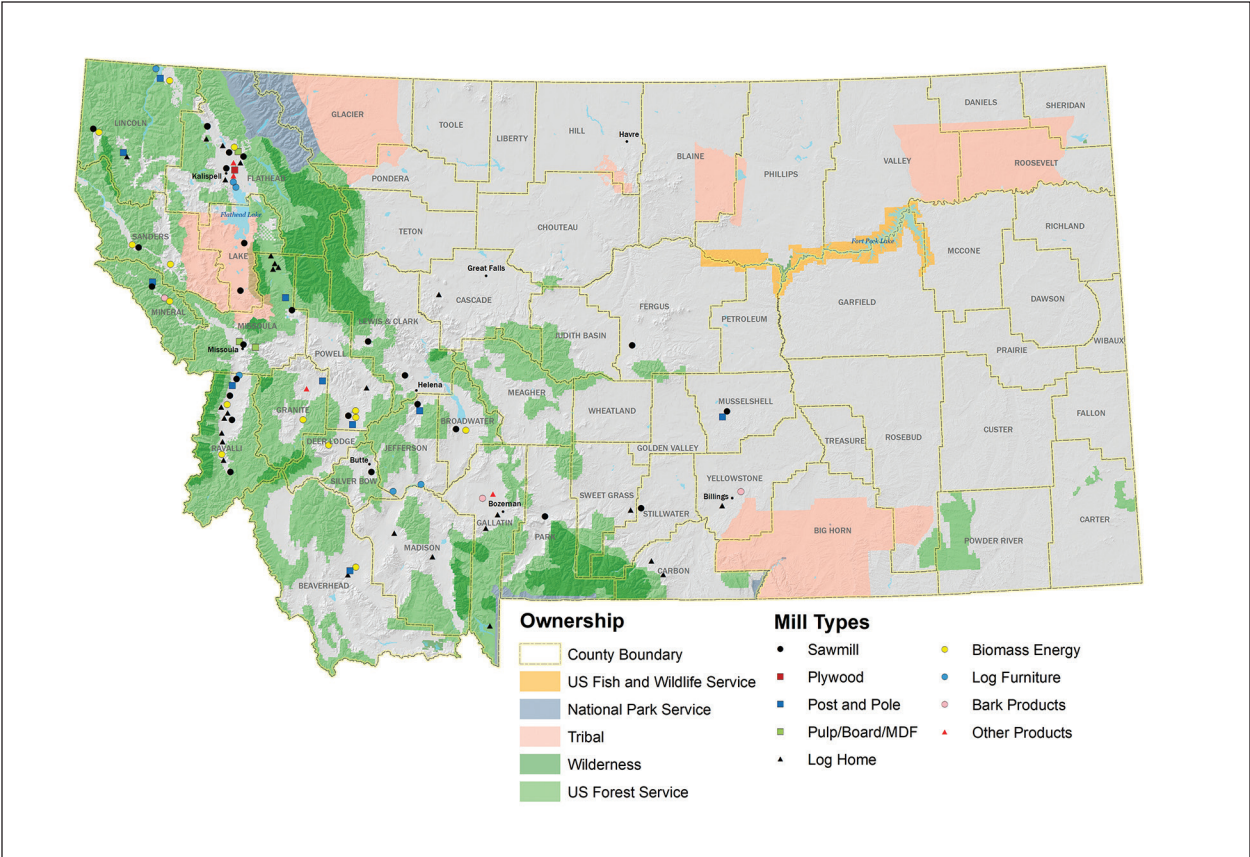 DANIELS
SHERIDAN
LINCOLN
GLACIER
TOOLE
LIBERTY
HILL
Havre
BLAINE
VALLEY
ROOSEVELT
PHILLIPS
Kalispell
FLATHEAD
PONDERA
Flathead Lake
TETON
CHOUTEAU
RICHLAND
SANDERS
LAKE
Fort Peck Lake
MCCONE
Great Falls
CASCADE
FERGUS
GARFIELD
DAWSON
MINERAL
MISSOULA
LEWIS & CLARK
JUDITH BASIN
PETROLEUM
WIBAUX
Missoula
POWELL
PRAIRIE
Helena
MEAGHER
WHEATLAND
MUSSELSHELL
GRANITE
BROADWATER
FALLON
TREASURE
ROSEBUD
CUSTER
DEER LODGE
JEFFERSON
GOLDEN VALLEY
RAVALLI
Butte
SILVER BOW
YELLOWSTONE
SWEET GRASS
Billings
Bozeman
STILLWATER
GALLATIN
CARTER
BIG HORN
PARK
POWDER RIVER
MADISON
CARBON
BEAVERHEAD
Ownership
County Boundary
US Fish and Wildlife Service
National Park Service
Tribal
Wilderness
US Forest Service
Mill Types
Sawmill
Plywood
Post and Pole
Pulp/Board/MDF
Log Home
Biomass Energy
Log Furniture
Bark Products
Other Products